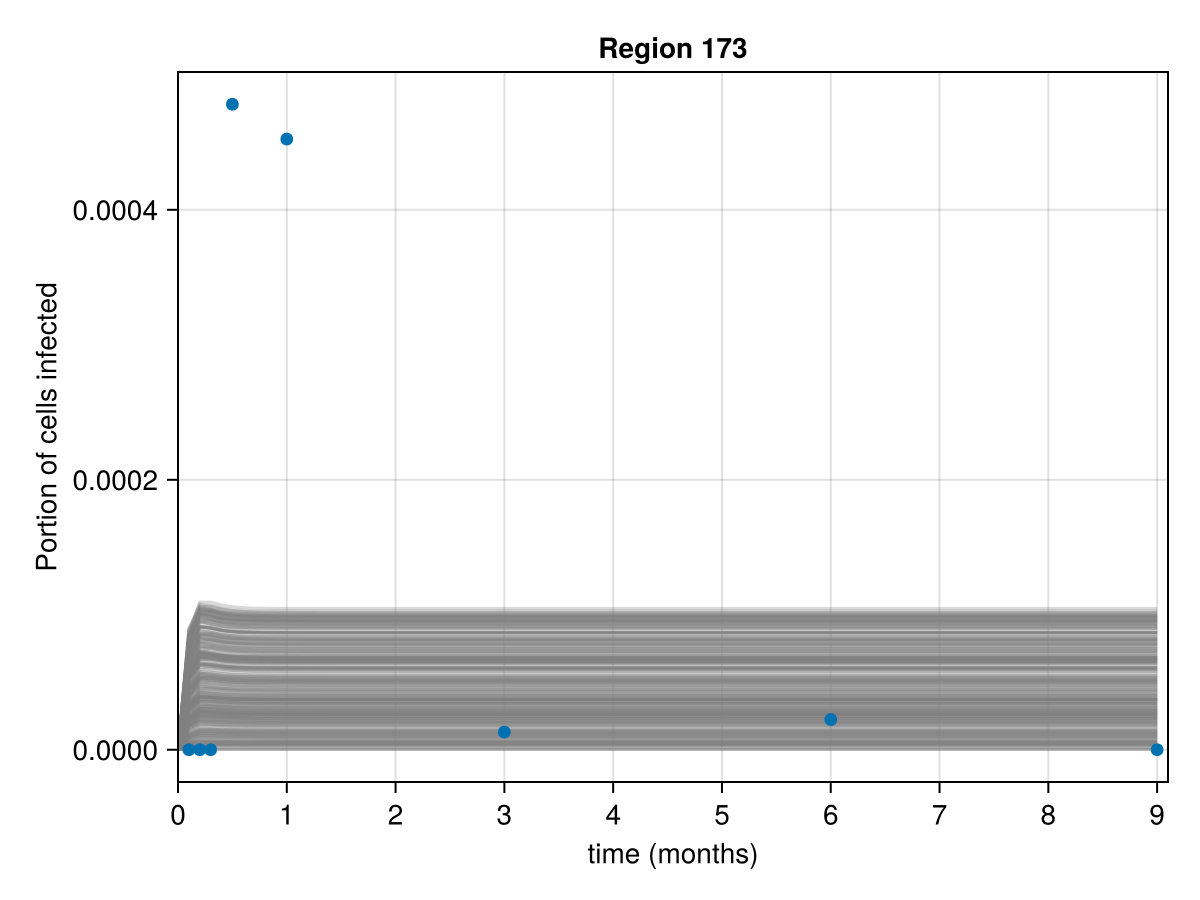 Region 173
Portion of cells infected
0.0004
0.0002
0.0000
0 1 2 3 4 5 6 7 8 9
time (months)